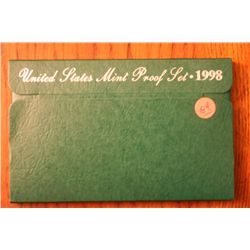 United States Mint Proof Set • 1998